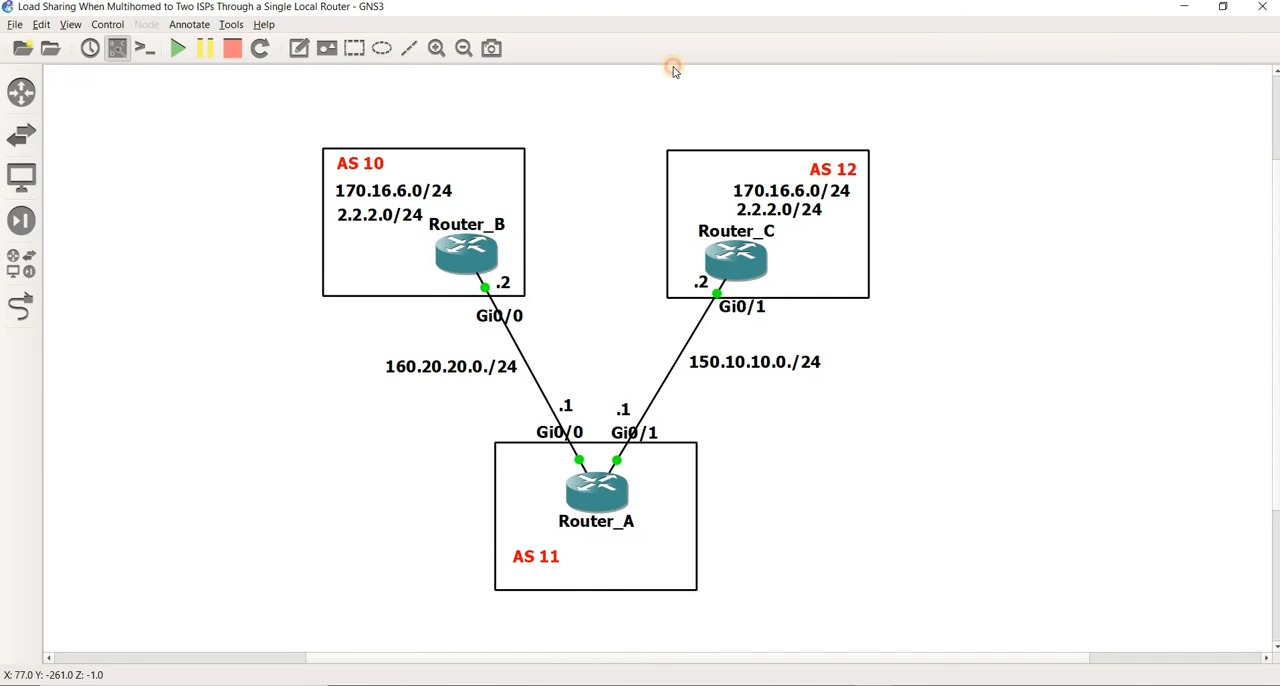 Load Sharing When Multihomed to Two ISPs Through a Single Local Router - GNS3
File Edit View Control Node Annotate Tools Help
AS 10
170.16.6.0/24
2.2.2.0/24
Router_B
.2
Gi0/0
AS 12
170.16.6.0/24
2.2.2.0/24
Router_C
.2
Gi0/1
160.20.20.0./24
150.10.10.0./24
.1
.1
Gi0/0
Gi0/1
Router_A
AS 11
X: 77.0 Y: -261.0 Z: -1.0